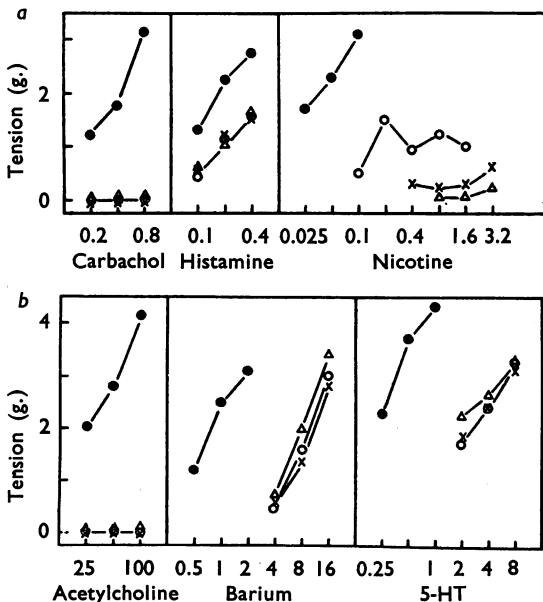 a
Tension (g.)
2
0
0.2 0.8 0.1 0.4 0.025 0.1 0.4 1.6 3.2
Carbachol Histamine Nicotine
b
Tension (g.)
4
2
0
25 100 0.5 1 2 4 8 16 0.25 1 2 4 8
Acetylcholine Barium 5-HT